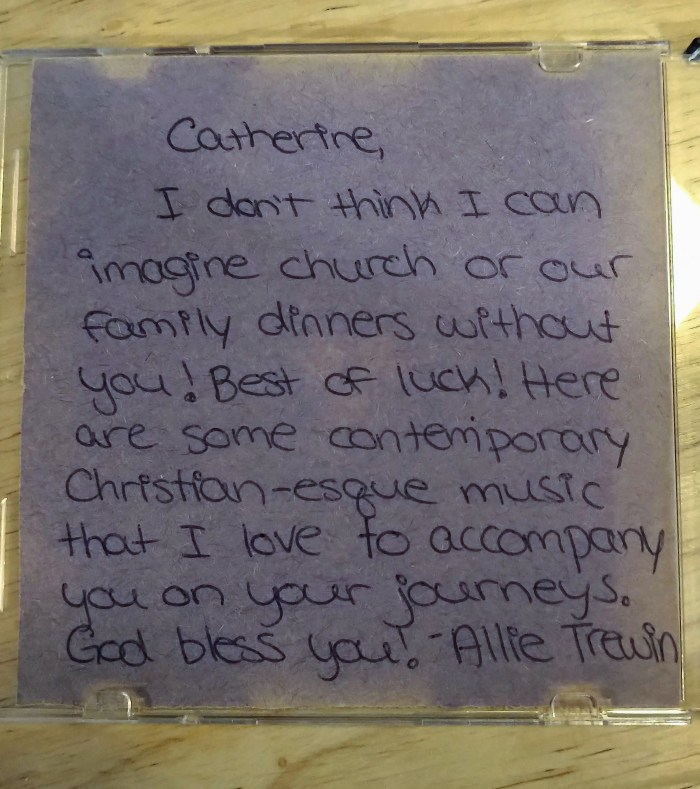 Catherine,
I don't think I can
imagine church or our
family dinners without
you! Best of luck! Here
are some contemporary
Christian-esque music
that I love to accompany
you on your journeys.
God bless you! -Allie Trewin